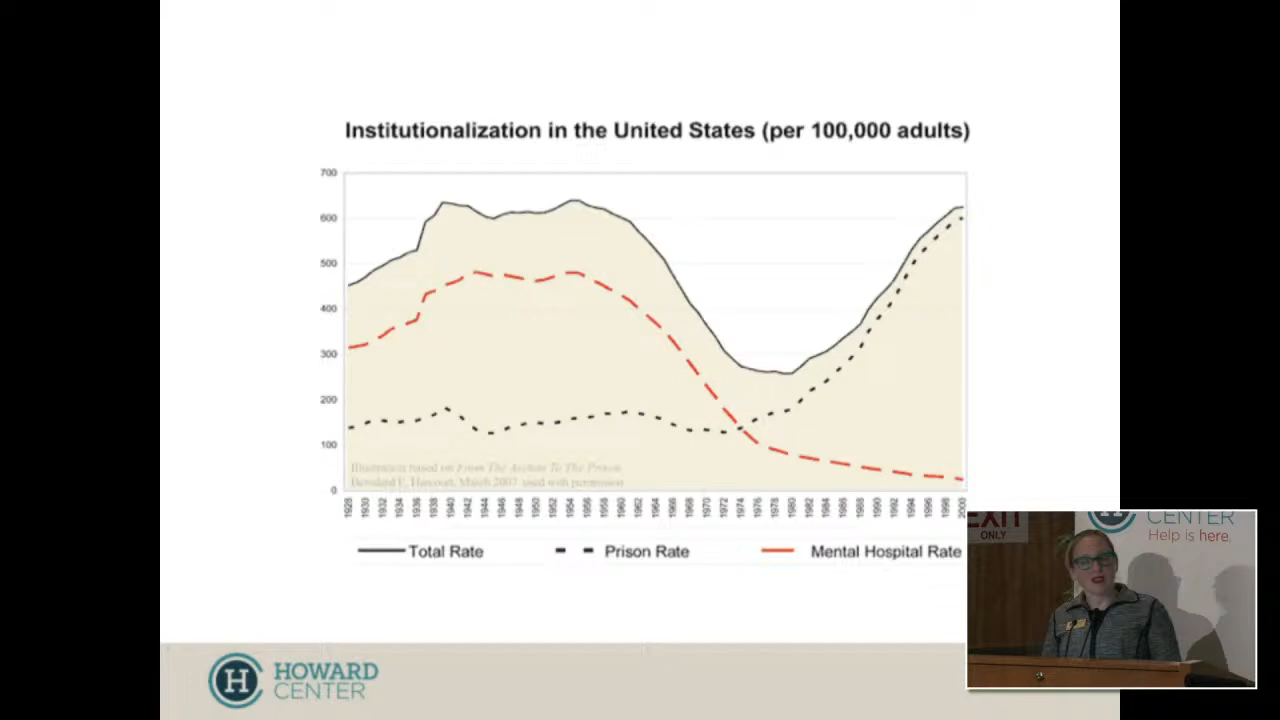 Institutionalization in the United States (per 100,000 adults)
700
600
500
400
300
200
100
0
Illustration based on From The Asylum To The Prison
Bernard E. Harcourt, March 2007 used with permission
1928 1930 1932 1934 1936 1938 1940 1942 1944 1946 1948 1950 1952 1954 1956 1958 1960 1962 1964 1966 1968 1970 1972 1974 1976 1978 1980 1982 1984 1986 1988 1990 1992 1994 1996 1998 2000
Total Rate Prison Rate Mental Hospital Rate
EXIT
ONLY
H CENTER
Help is here.
H HOWARD
CENTER